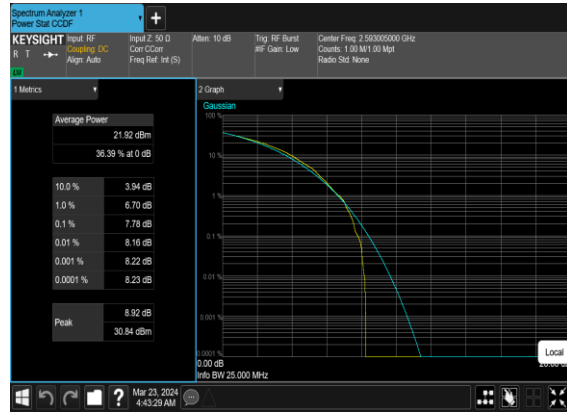 Spectrum Analyzer 1
Power Stat CCDF
KEYSIGHT
R T
Input: RF
Coupling: DC
Align: Auto
Input Z: 50 Ω
Corr CCorr
Freq Ref: Int (S)
Atten: 10 dB
Trig: RF Burst
#IF Gain: Low
Center Freq: 2.593005000 GHz
Counts: 1.00 M/1.00 Mpt
Radio Std: None
1 Metrics
Average Power
21.92 dBm
36.39 % at 0 dB
10.0 % 3.94 dB
1.0 % 6.70 dB
0.1 % 7.78 dB
0.01 % 8.16 dB
0.001 % 8.22 dB
0.0001 % 8.23 dB
Peak
8.92 dB
30.84 dBm
2 Graph
Gaussian
100 %
10 %
1 %
0.1 %
0.01 %
0.001 %
0.0001 %
0.00 dB
Info BW 25.000 MHz
Local
Mar 23, 2024
4:43:29 AM